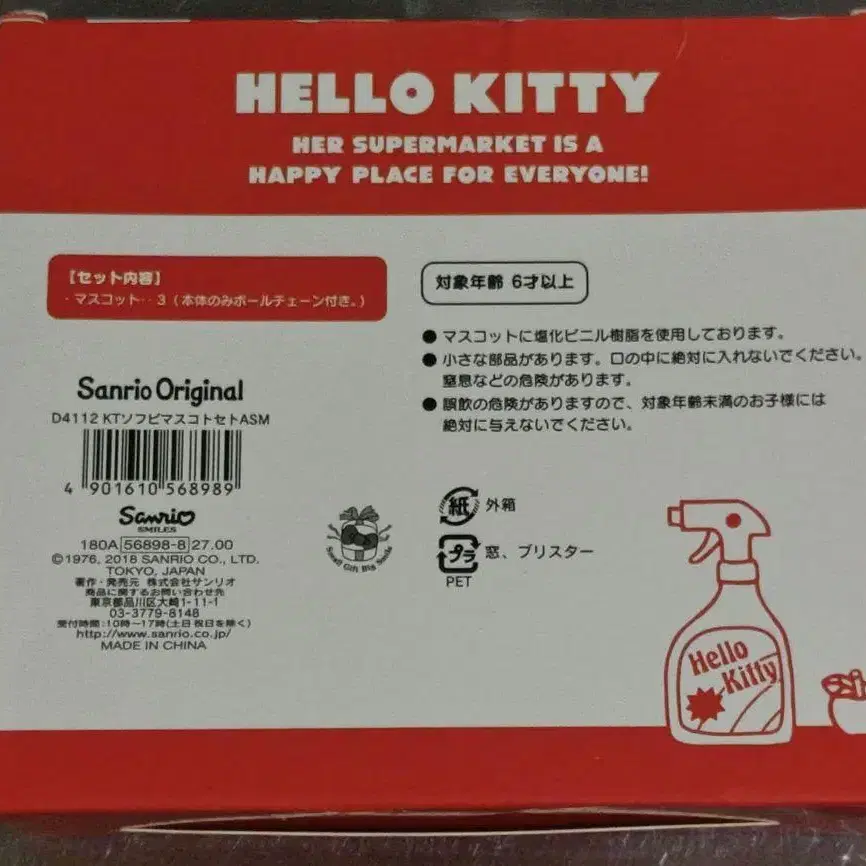 HELLO KITTY
HER SUPERMARKET IS A
HAPPY PLACE FOR EVERYONE!
【セット内容】
・マスコット‥3（本体のみボールチェーン付き。）
対象年齢 6才以上
●マスコットに塩化ビニル樹脂を使用しております。
●小さな部品があります。口の中に絶対に入れないでください。
窒息などの危険があります。
●誤飲の危険がありますので、対象年齢未満のお子様には
絶対に与えないでください。
Sanrio Original
D4112 KTソフビマスコトセトASM
4 901610 568989
Sanrio
SMILES
180A 56898-8 27.00
©1976, 2018 SANRIO CO., LTD.
TOKYO, JAPAN
著作・発売元 株式会社サンリオ
商品に関するお問い合わせ先
東京都品川区大崎1-11-1
03-3779-8148
受付時間:10時〜17時(土日祝日を除く)
http://www.sanrio.co.jp/
MADE IN CHINA
Small Gift Big Smile
紙 外箱
プラ 窓、ブリスター
PET
Hello
Kitty